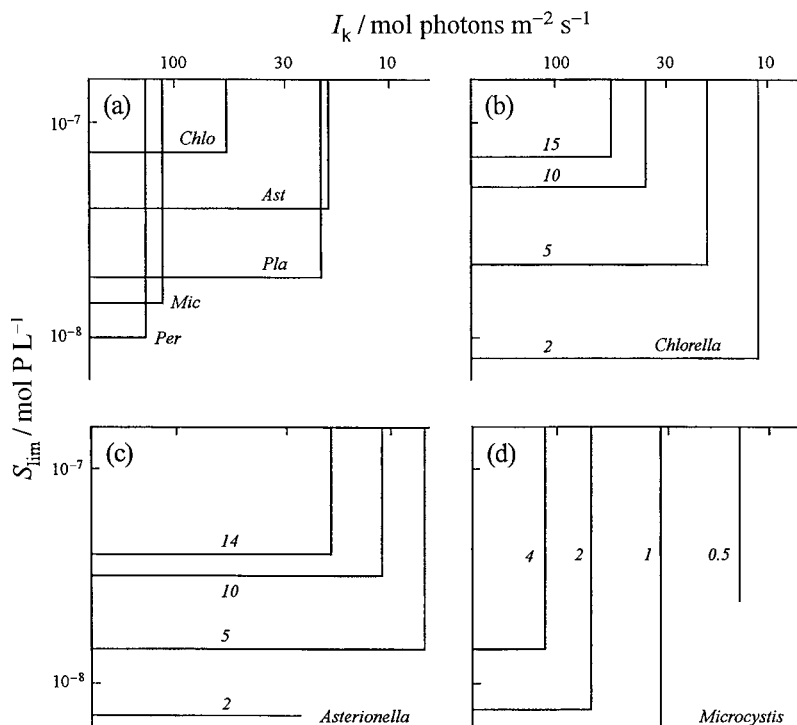 I_k / mol photons m⁻² s⁻¹
100 30 10
100 30 10
(a)
(b)
10⁻⁷
Chlo
15
10
Ast
Pla
5
Mic
10⁻⁸
Per
2 Chlorella
S_lim / mol P L⁻¹
(c)
(d)
10⁻⁷
14
4 2 1 0.5
10
5
10⁻⁸
2 Asterionella
Microcystis